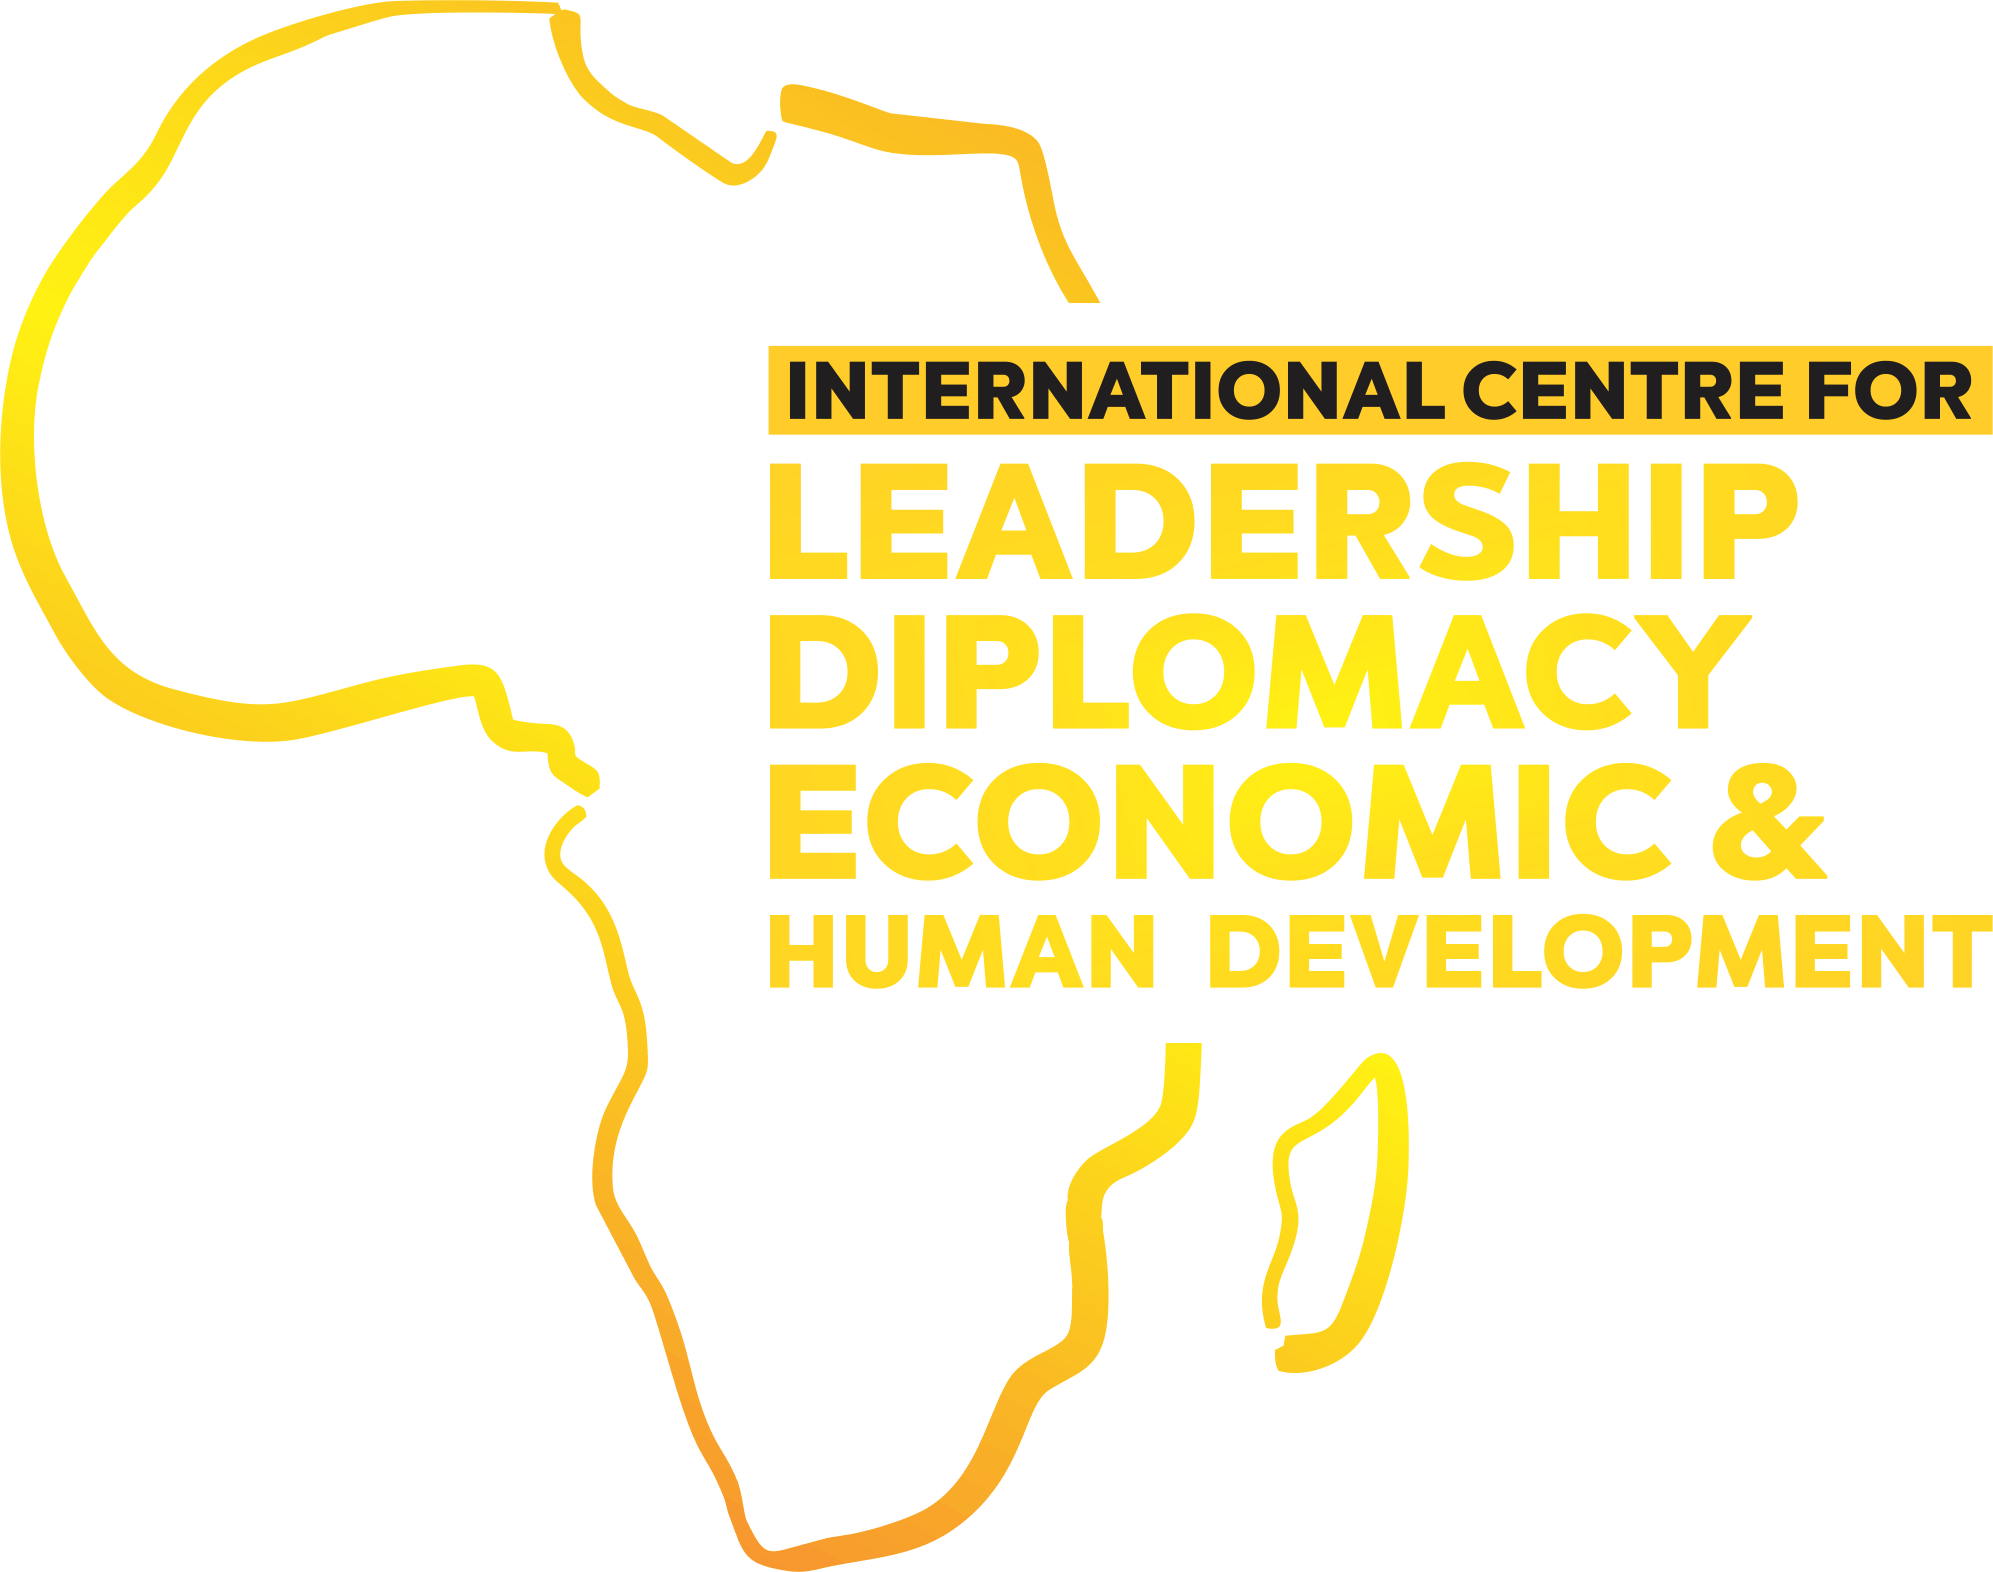 INTERNATIONAL CENTRE FOR
LEADERSHIP
DIPLOMACY
ECONOMIC &
HUMAN DEVELOPMENT